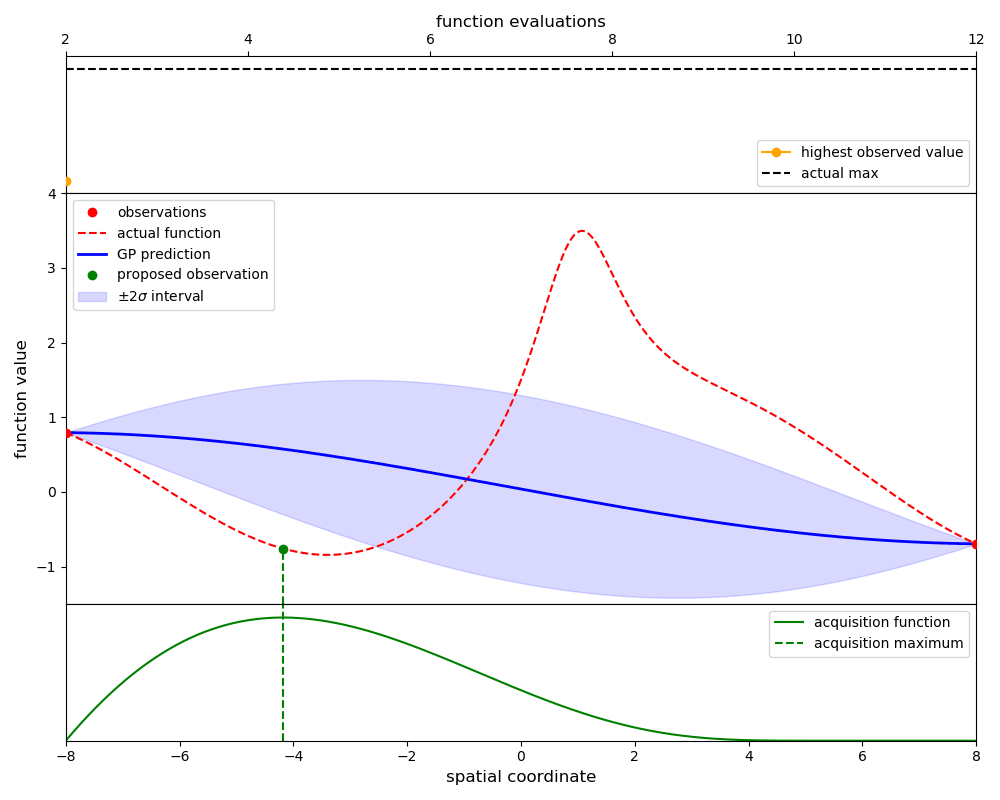 function evaluations
2 4 6 8 10 12
highest observed value
actual max
4
observations
actual function
GP prediction
proposed observation
±2σ interval
3
2
1
0
−1
function value
acquisition function
acquisition maximum
−8 −6 −4 −2 0 2 4 6 8
spatial coordinate